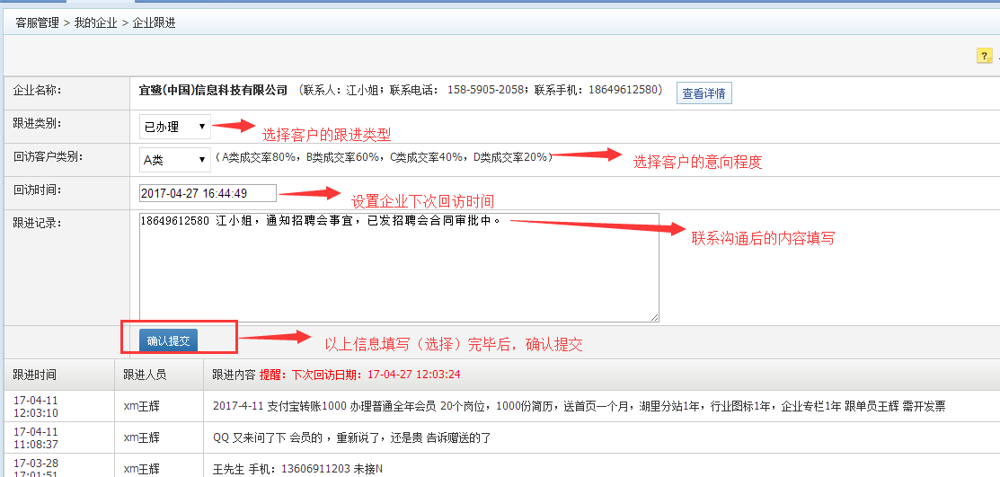 客服管理 > 我的企业 > 企业跟进
?
企业名称： 宜鹭(中国)信息科技有限公司 （联系人：江小姐；联系电话： 158-5905-2058；联系手机：18649612580） 查看详情
跟进类别： 已办理 选择客户的跟进类型
回访客户类别： A类 （A类成交率80%，B类成交率60%，C类成交率40%，D类成交率20%） 选择客户的意向程度
回访时间： 2017-04-27 16:44:49 设置企业下次回访时间
跟进记录： 18649612580 江小姐，通知招聘会事宜，已发招聘会合同审批中。
联系沟通后的内容填写
确认提交 以上信息填写（选择）完毕后，确认提交
跟进时间 跟进人员 跟进内容 提醒：下次回访日期：17-04-27 12:03:24
17-04-11
12:03:10 xm王辉 2017-4-11 支付宝转账1000 办理普通全年会员 20个岗位，1000份简历，送首页一个月，湖里分站1年，行业图标1年，企业专栏1年 跟单员王辉 需开发票
17-04-11
11:08:37 xm王辉 QQ 又来问了下 会员的 ，重新说了，还是贵 告诉赠送的了
17-03-28
17:01:51 xm王辉 王先生 手机：13606911203 未接N